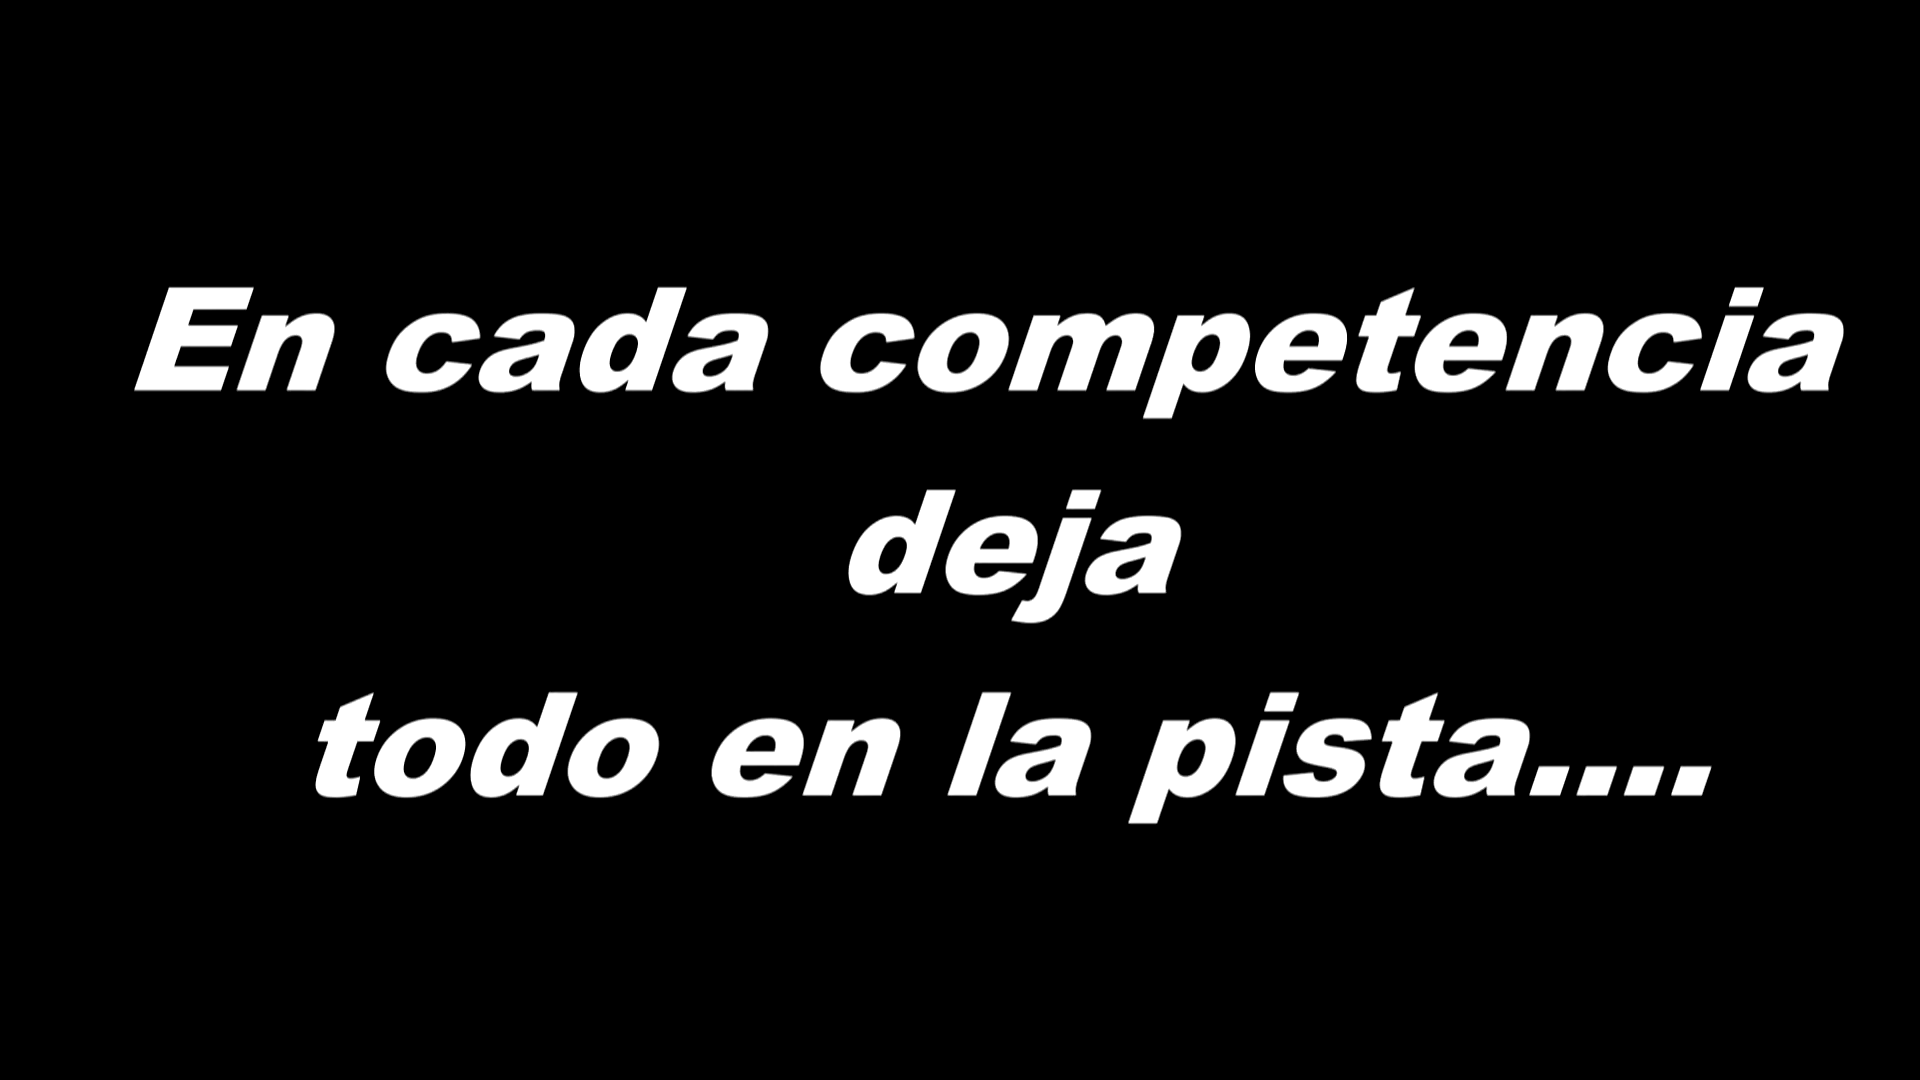 En cada competencia
deja
todo en la pista....